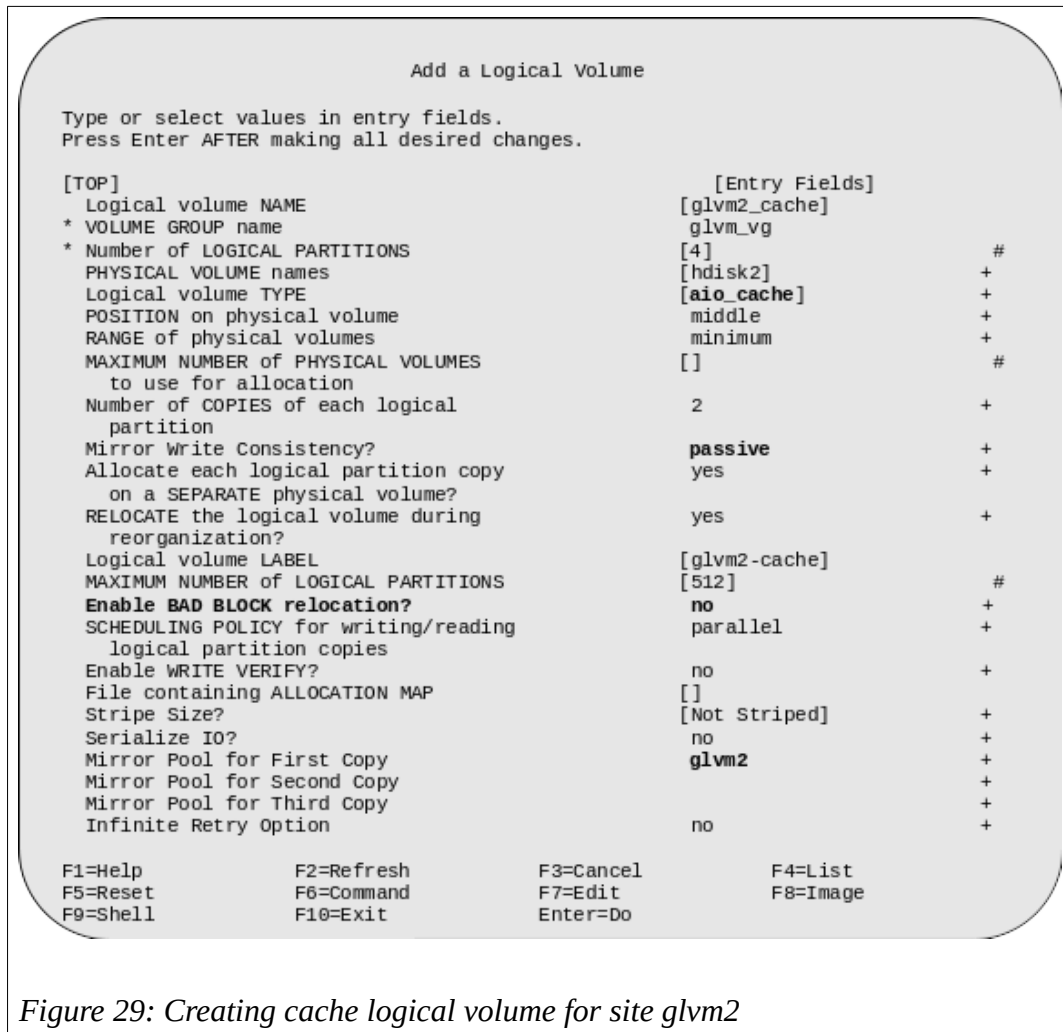 Add a Logical Volume
Type or select values in entry fields.
Press Enter AFTER making all desired changes.
[TOP] [Entry Fields]
Logical volume NAME [glvm2_cache]
* VOLUME GROUP name glvm_vg
* Number of LOGICAL PARTITIONS [4] #
PHYSICAL VOLUME names [hdisk2] +
Logical volume TYPE [aio_cache] +
POSITION on physical volume middle +
RANGE of physical volumes minimum +
MAXIMUM NUMBER of PHYSICAL VOLUMES [] #
to use for allocation
Number of COPIES of each logical 2 +
partition
Mirror Write Consistency? passive +
Allocate each logical partition copy yes +
on a SEPARATE physical volume?
RELOCATE the logical volume during yes +
reorganization?
Logical volume LABEL [glvm2-cache]
MAXIMUM NUMBER of LOGICAL PARTITIONS [512] #
Enable BAD BLOCK relocation? no +
SCHEDULING POLICY for writing/reading parallel +
logical partition copies
Enable WRITE VERIFY? no +
File containing ALLOCATION MAP []
Stripe Size? [Not Striped] +
Serialize IO? no +
Mirror Pool for First Copy glvm2 +
Mirror Pool for Second Copy +
Mirror Pool for Third Copy +
Infinite Retry Option no +
F1=Help F2=Refresh F3=Cancel F4=List
F5=Reset F6=Command F7=Edit F8=Image
F9=Shell F10=Exit Enter=Do
Figure 29: Creating cache logical volume for site glvm2